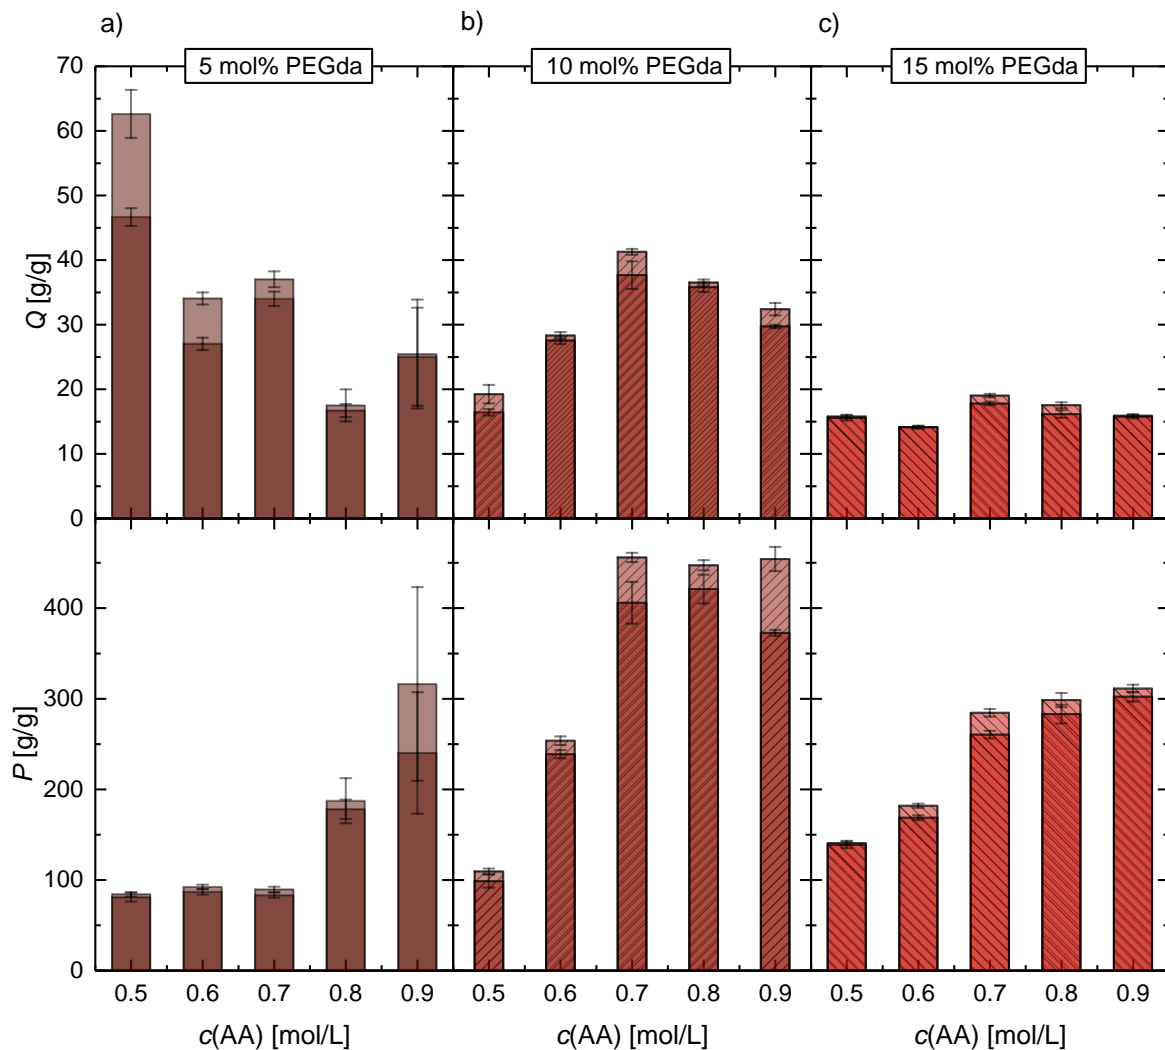 a) b) c)
5 mol% PEGda 10 mol% PEGda 15 mol% PEGda
70
60
50
40
30
20
10
0
Q [g/g]
400
300
200
100
0
P [g/g]
0.5 0.6 0.7 0.8 0.9 0.5 0.6 0.7 0.8 0.9 0.5 0.6 0.7 0.8 0.9
c(AA) [mol/L] c(AA) [mol/L] c(AA) [mol/L]